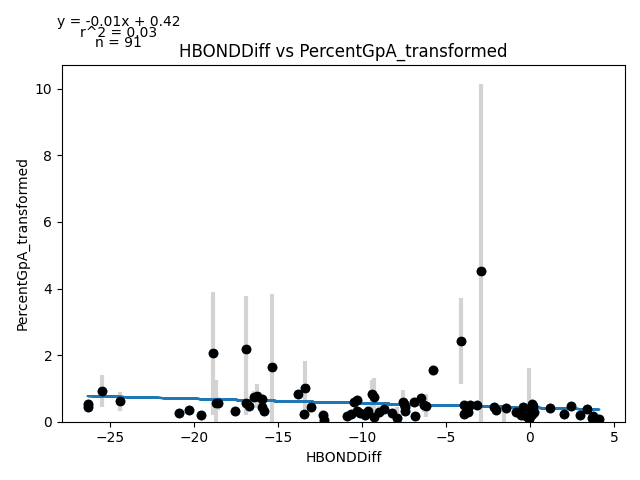 y = -0.01x + 0.42
r^2 = 0.03
n = 91
HBONDDiff vs PercentGpA_transformed
PercentGpA_transformed
10
8
6
4
2
0
−25
−20
−15
−10
−5
0
5
HBONDDiff